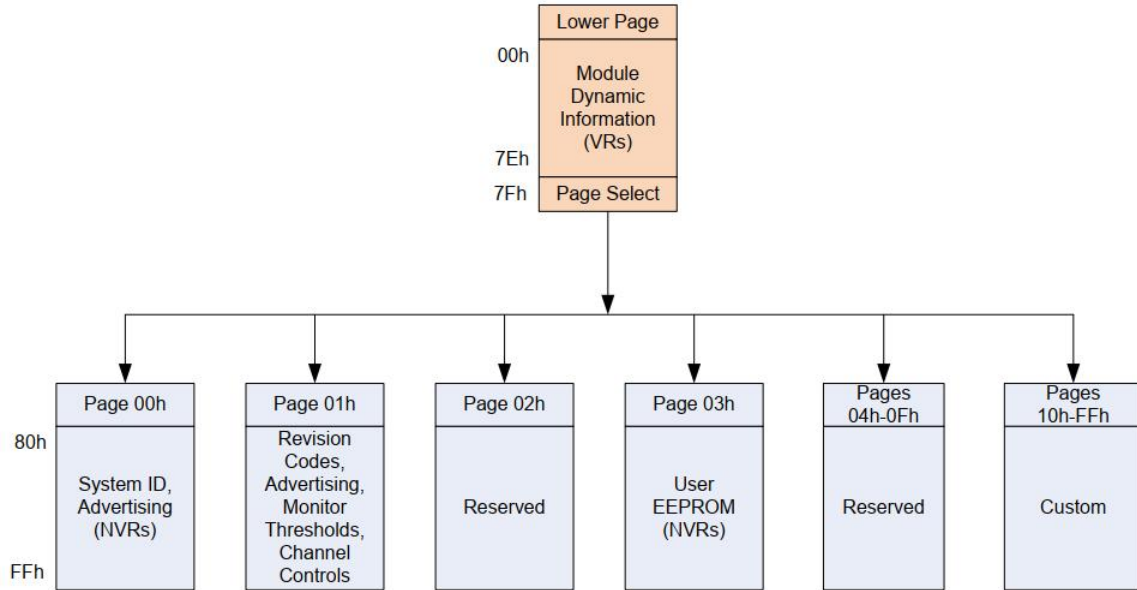 Lower Page
00h
Module
Dynamic
Information
(VRs)
7Eh
7Fh
Page Select
Page 00h
Page 01h
Page 02h
Page 03h
Pages
04h-0Fh
Pages
10h-FFh
80h
System ID,
Advertising
(NVRs)
FFh
Revision
Codes,
Advertising,
Monitor
Thresholds,
Channel
Controls
Reserved
User
EEPROM
(NVRs)
Reserved
Custom